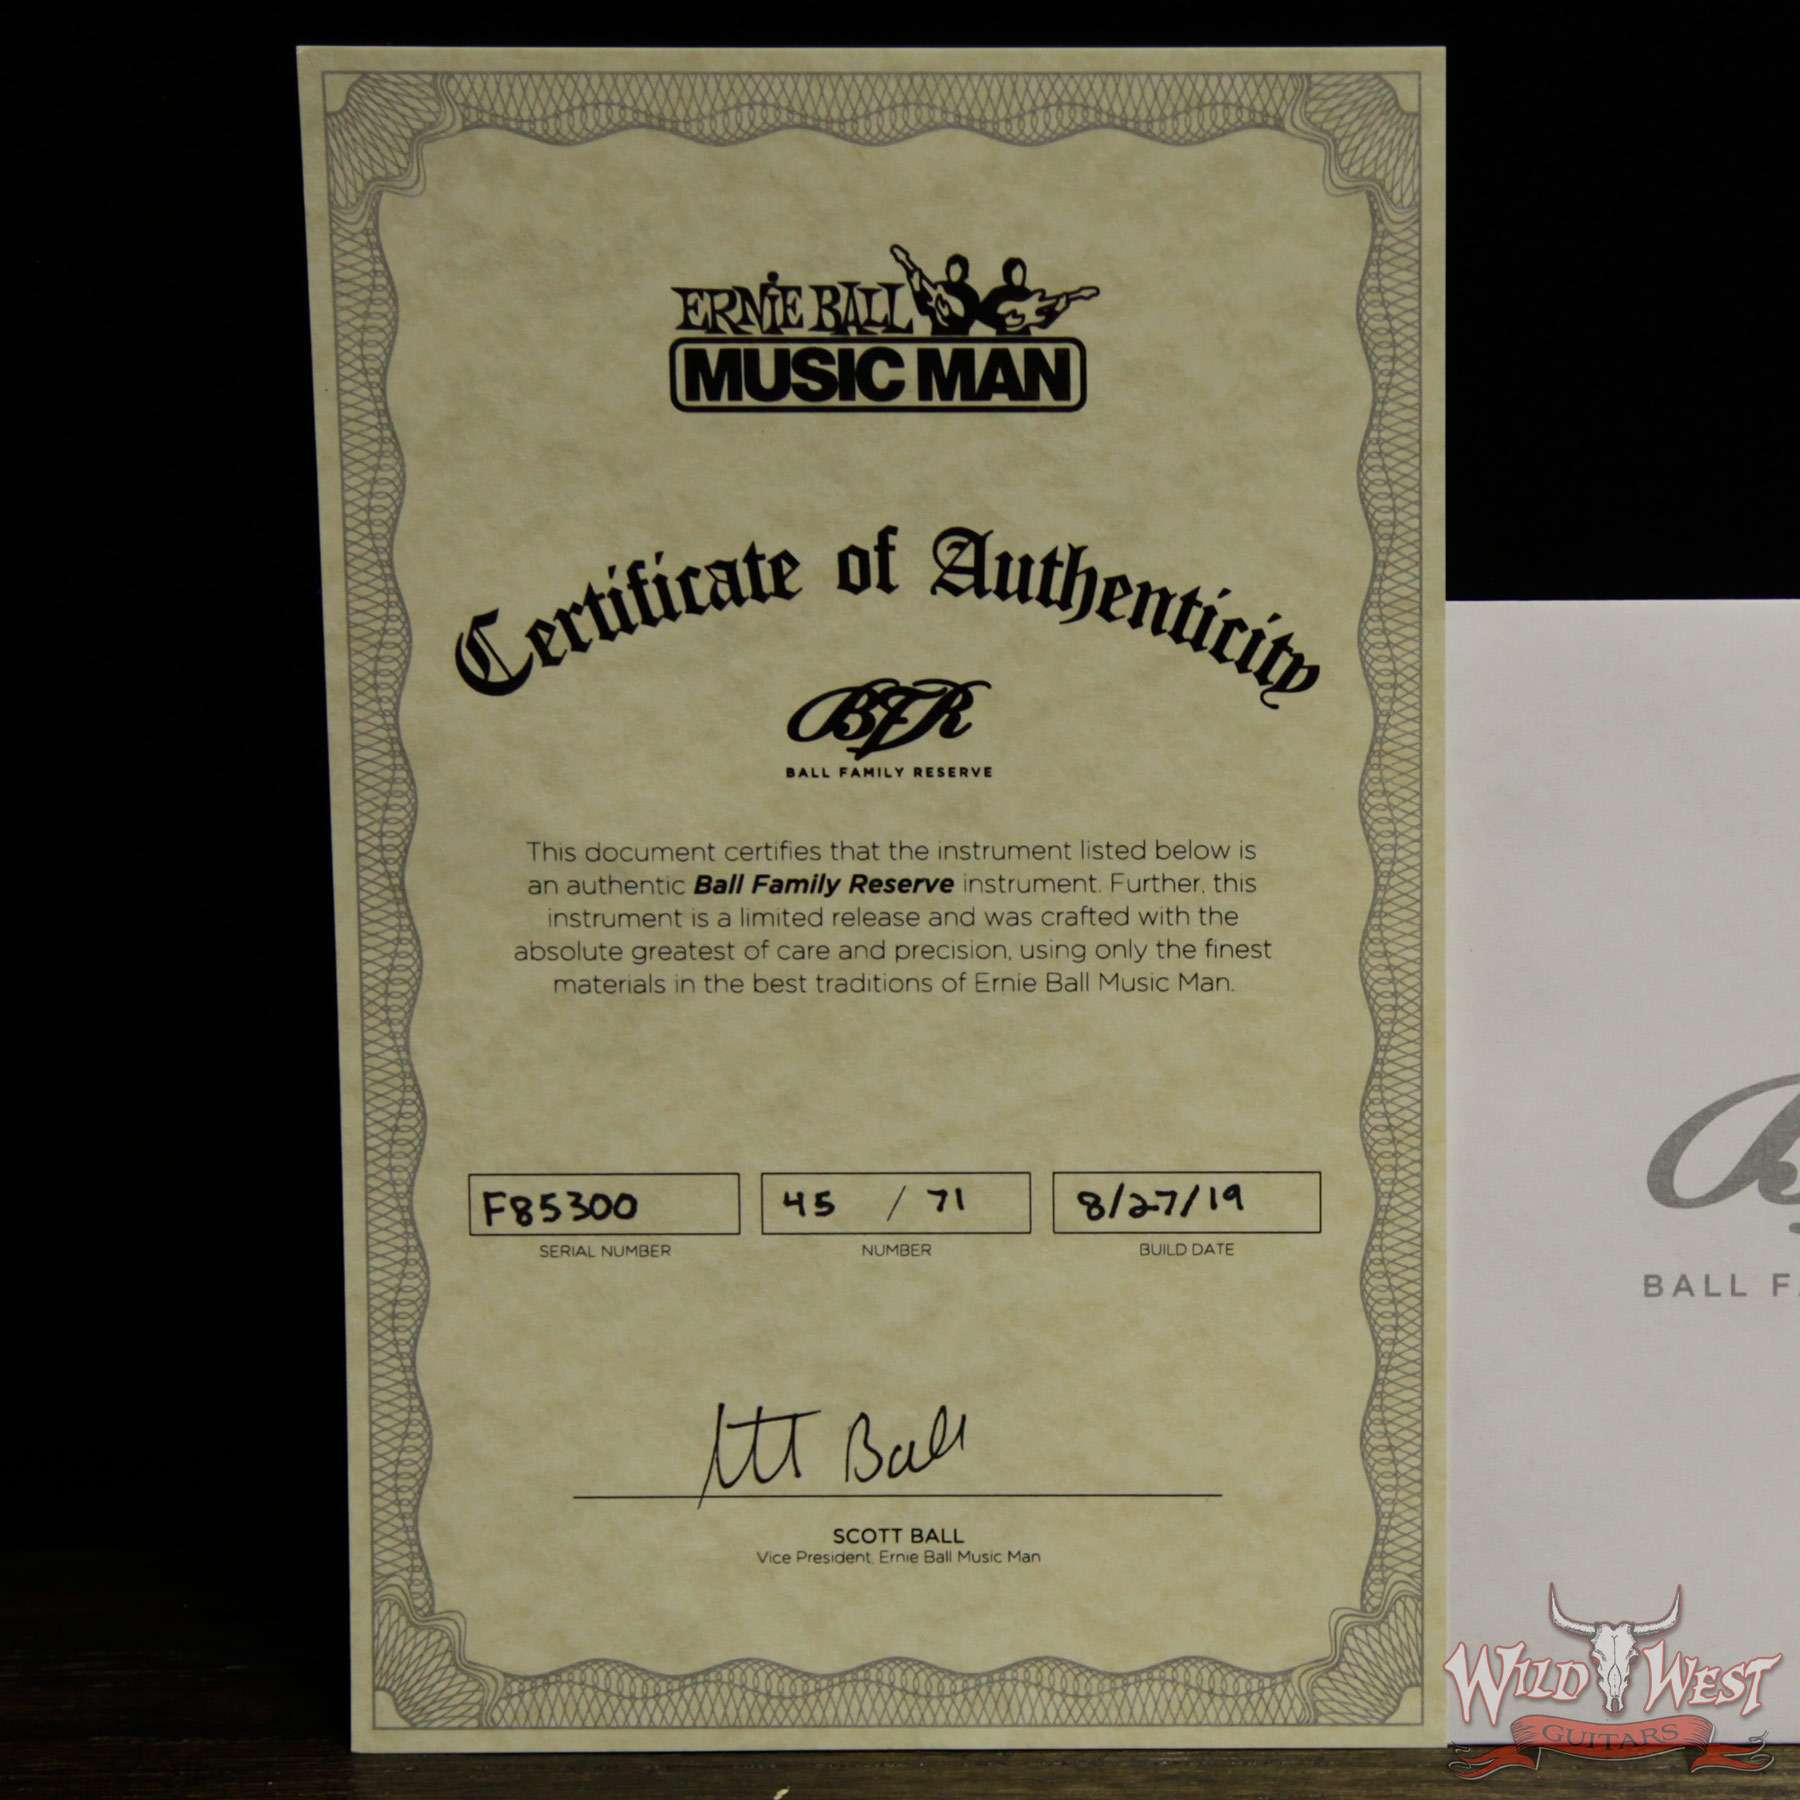 ERNIE BALL
MUSIC MAN
Certificate of Authenticity
BFR
BALL FAMILY RESERVE
This document certifies that the instrument listed below is
an authentic Ball Family Reserve instrument. Further, this
instrument is a limited release and was crafted with the
absolute greatest of care and precision, using only the finest
materials in the best traditions of Ernie Ball Music Man.
F85300 45 / 71 8/27/19
SERIAL NUMBER NUMBER BUILD DATE
Scott Ball
SCOTT BALL
Vice President, Ernie Ball Music Man
B
BALL FA
WILD WEST
GUITARS